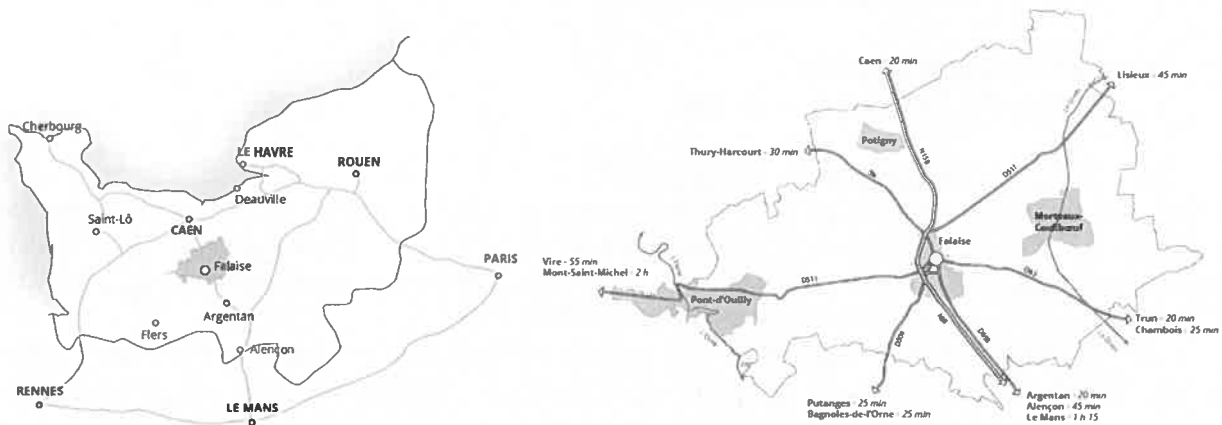 Cherbourg
LE HAVRE
ROUEN
Deauville
Saint-Lô
CAEN
Falaise
PARIS
Argentan
Flers
Alençon
RENNES
LE MANS
Caen - 20 min
Lisieux - 45 min
Potigny
Thury-Harcourt - 30 min
N158
D511
Morteaux-Coulibœuf
Falaise
Vire - 55 min
Mont-Saint-Michel - 2 h
D511
Pont-d'Ouilly
Trun - 20 min
Chambois - 25 min
Putanges - 25 min
Bagnoles-de-l'Orne - 25 min
Argentan - 20 min
Alençon - 45 min
Le Mans - 1 h 15